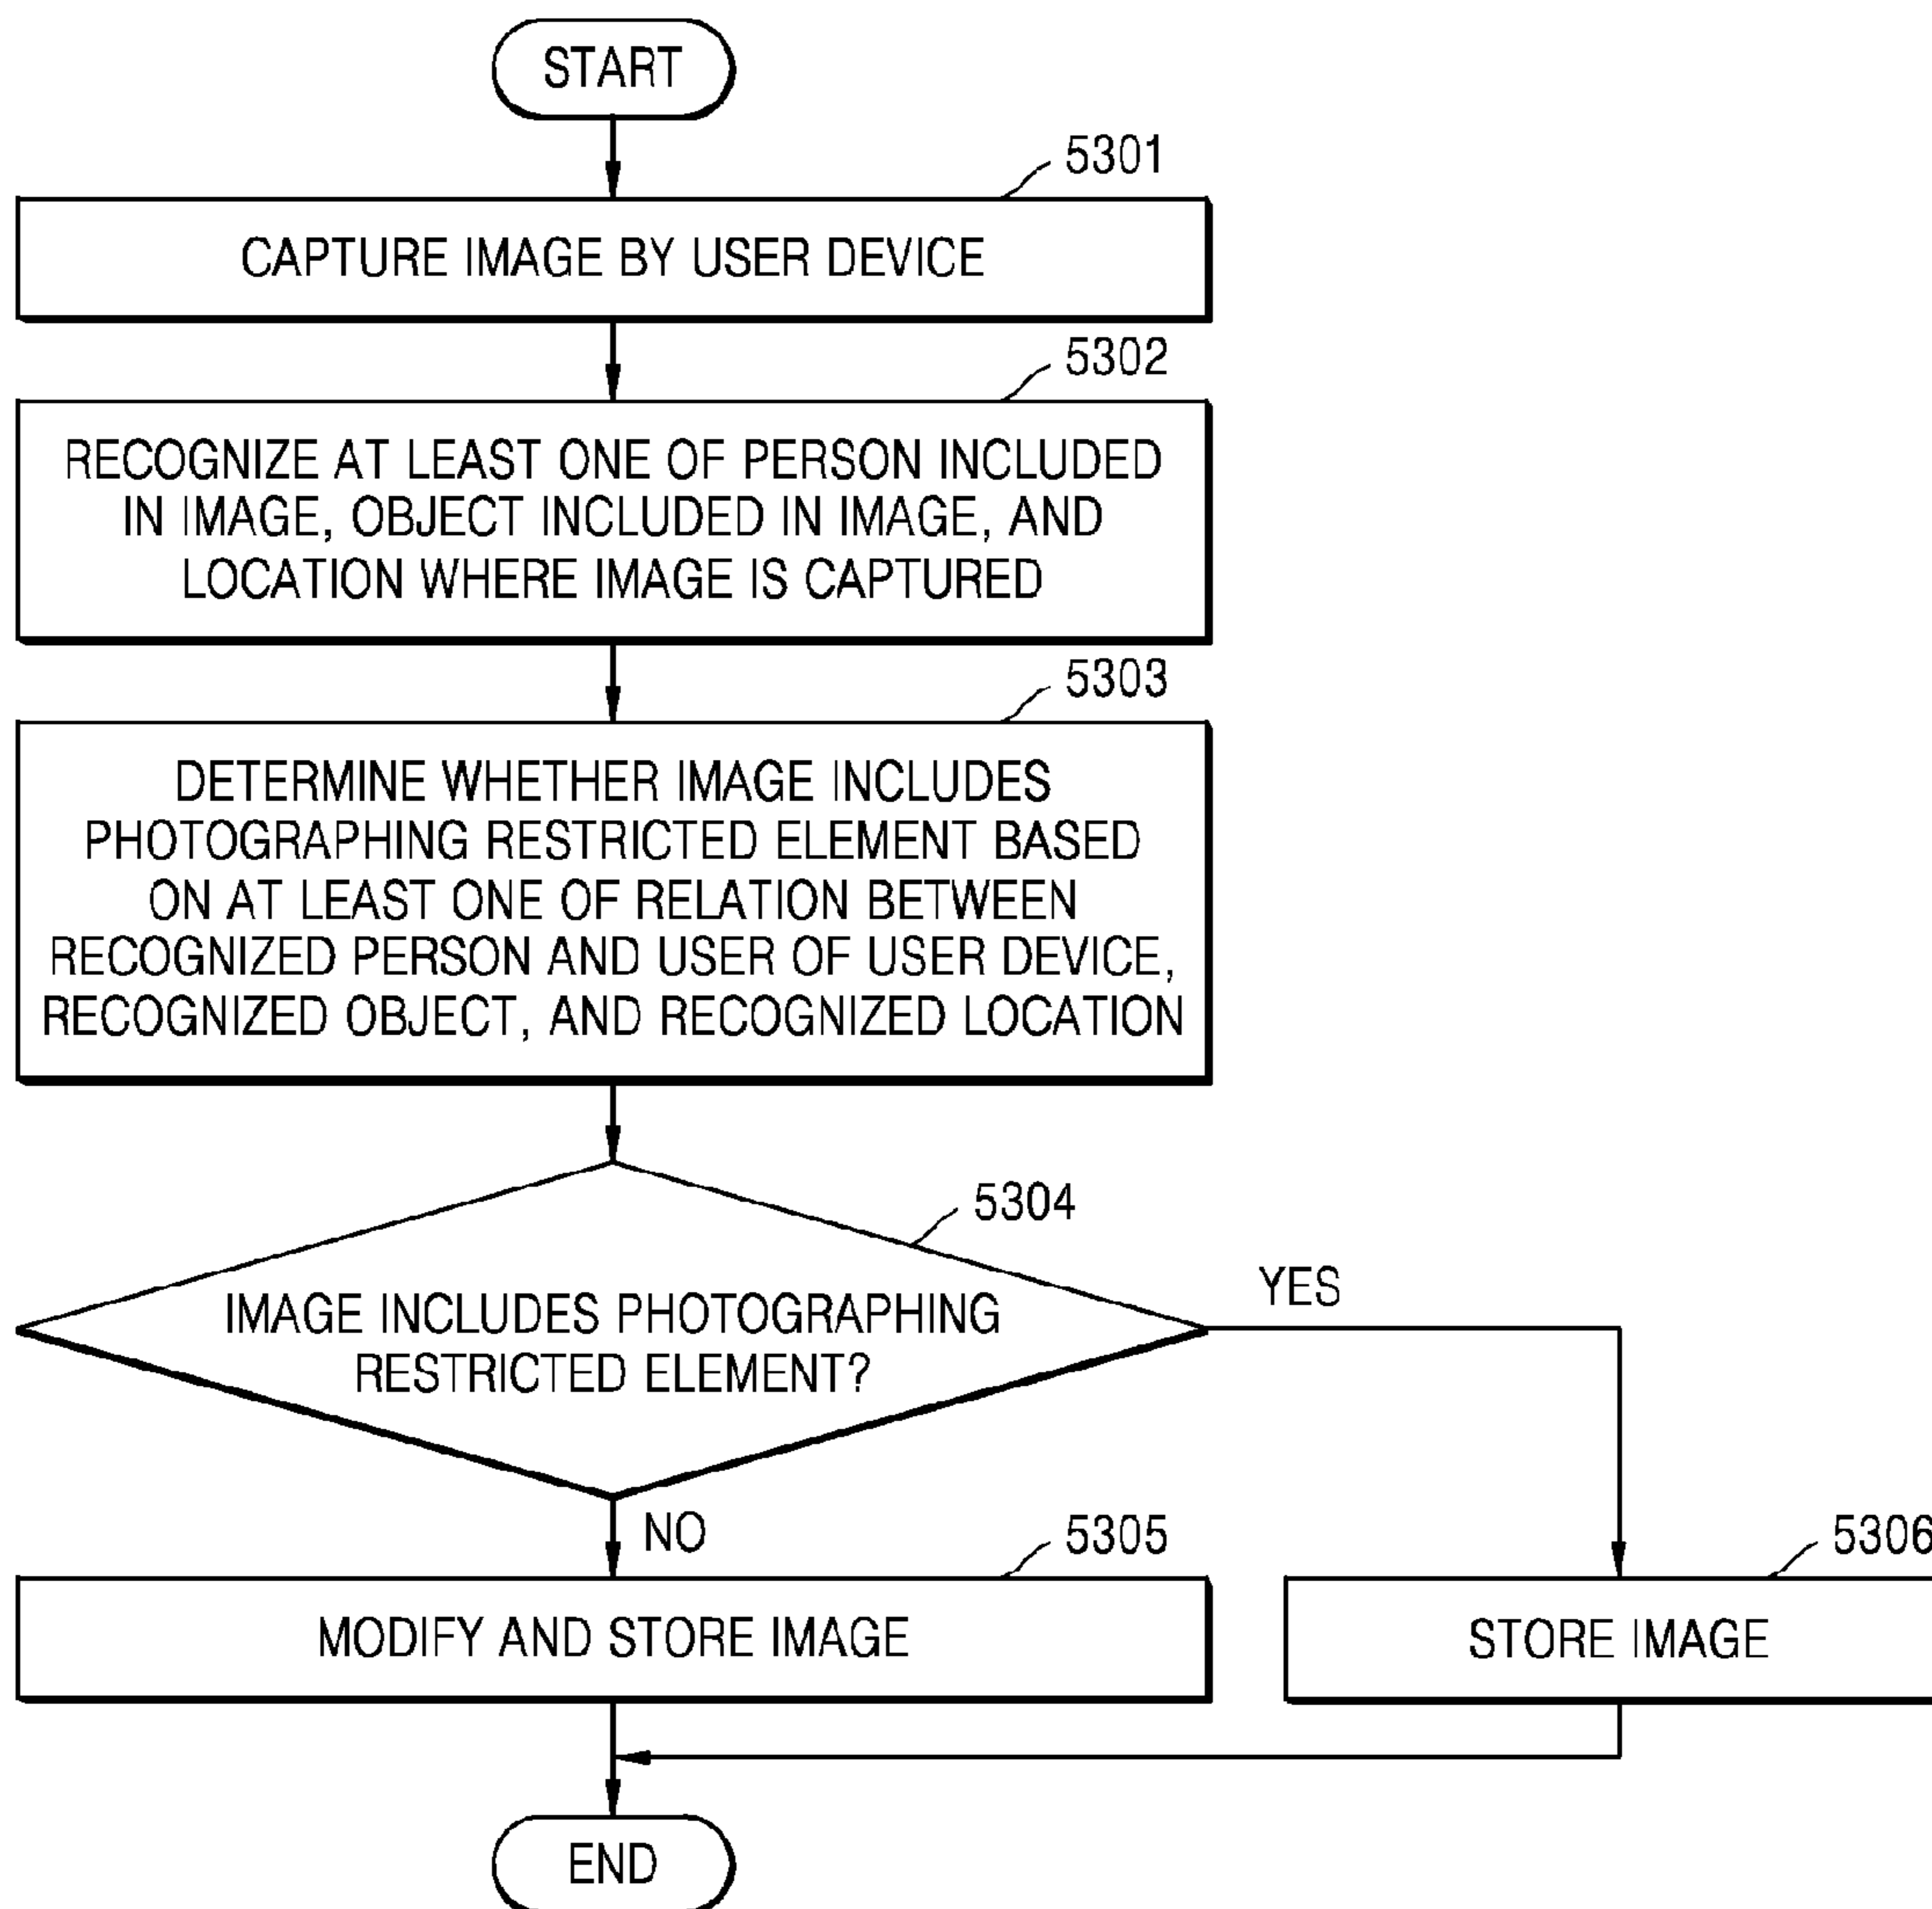 START
5301
CAPTURE IMAGE BY USER DEVICE
5302
RECOGNIZE AT LEAST ONE OF PERSON INCLUDED
IN IMAGE, OBJECT INCLUDED IN IMAGE, AND
LOCATION WHERE IMAGE IS CAPTURED
5303
DETERMINE WHETHER IMAGE INCLUDES
PHOTOGRAPHING RESTRICTED ELEMENT BASED
ON AT LEAST ONE OF RELATION BETWEEN
RECOGNIZED PERSON AND USER OF USER DEVICE,
RECOGNIZED OBJECT, AND RECOGNIZED LOCATION
5304
IMAGE INCLUDES PHOTOGRAPHING
RESTRICTED ELEMENT?
YES
NO
5305
MODIFY AND STORE IMAGE
5306
STORE IMAGE
END